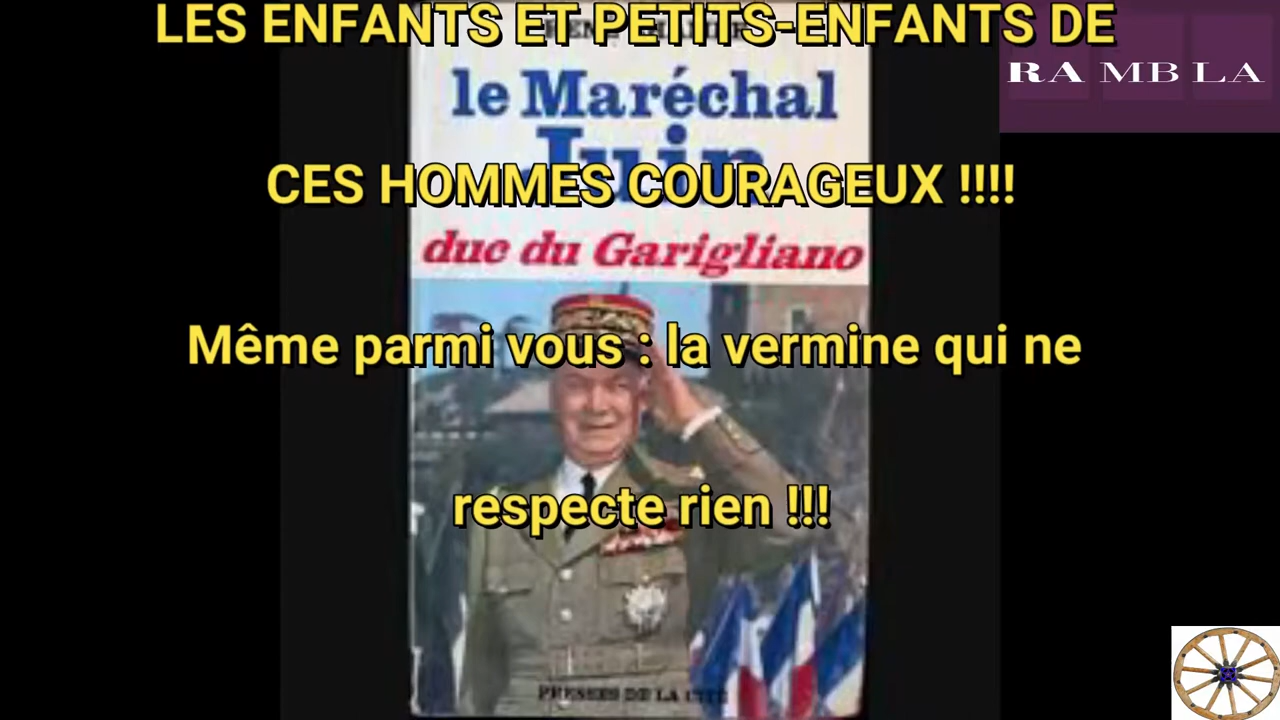 LES ENFANTS ET PETITS-ENFANTS DE
RAMBLA
le Maréchal
Juin
CES HOMMES COURAGEUX !!!!
duc du Garigliano
Même parmi vous : la vermine qui ne
respecte rien !!!
PRESSES DE LA CITÉ